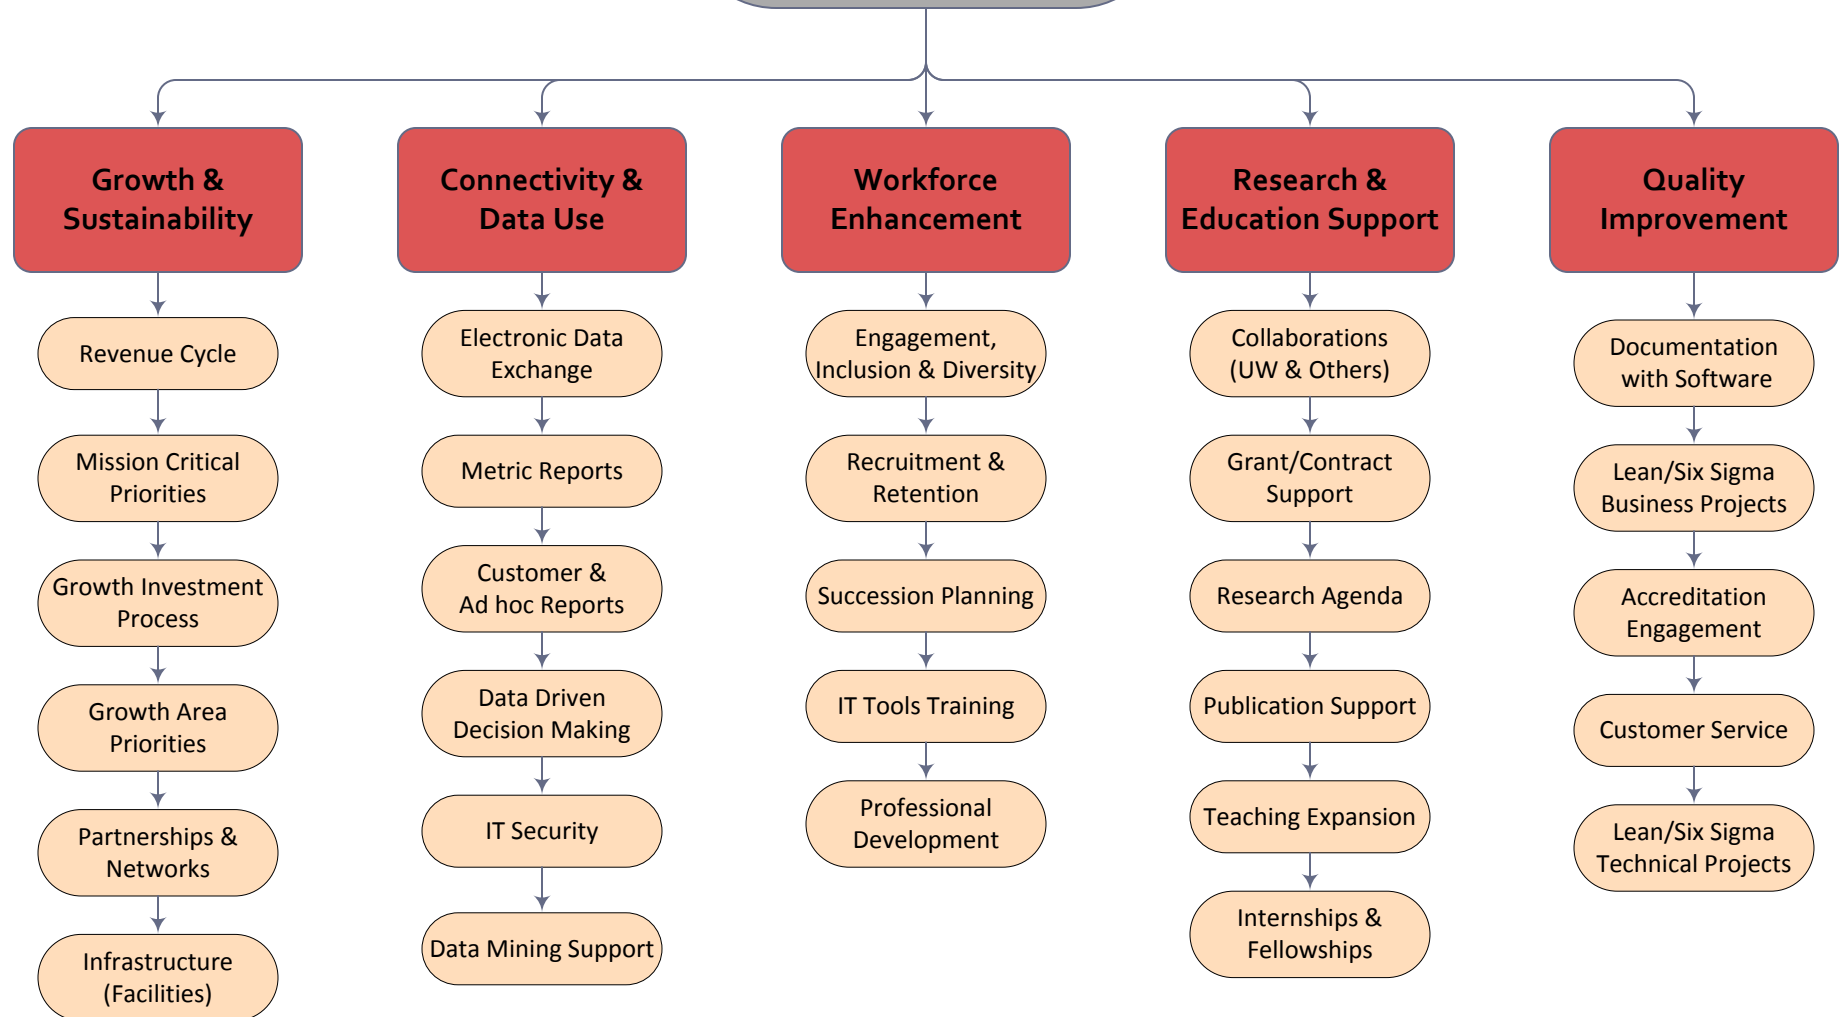 Growth &
Sustainability
Revenue Cycle
Mission Critical
Priorities
Growth Investment
Process
Growth Area
Priorities
Partnerships &
Networks
Infrastructure
(Facilities)
Connectivity &
Data Use
Electronic Data
Exchange
Metric Reports
Customer &
Ad hoc Reports
Data Driven
Decision Making
IT Security
Data Mining Support
Workforce
Enhancement
Engagement,
Inclusion & Diversity
Recruitment &
Retention
Succession Planning
IT Tools Training
Professional
Development
Research &
Education Support
Collaborations
(UW & Others)
Grant/Contract
Support
Research Agenda
Publication Support
Teaching Expansion
Internships &
Fellowships
Quality
Improvement
Documentation
with Software
Lean/Six Sigma
Business Projects
Accreditation
Engagement
Customer Service
Lean/Six Sigma
Technical Projects